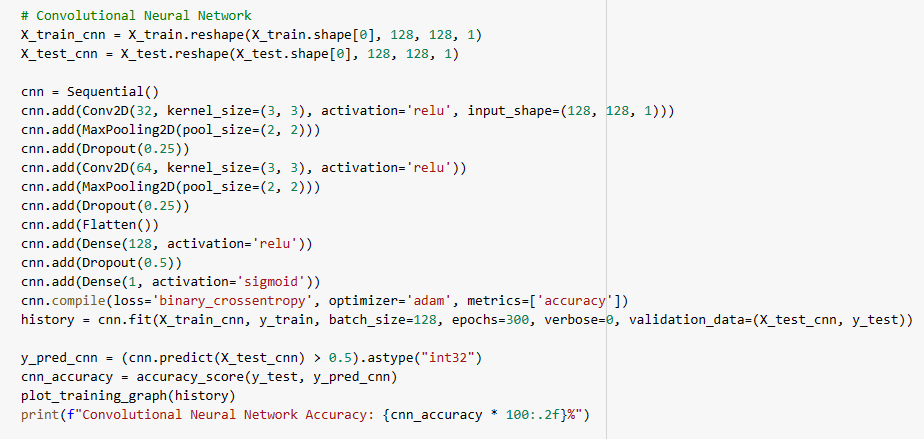 # Convolutional Neural Network
X_train_cnn = X_train.reshape(X_train.shape[0], 128, 128, 1)
X_test_cnn = X_test.reshape(X_test.shape[0], 128, 128, 1)
cnn = Sequential()
cnn.add(Conv2D(32, kernel_size=(3, 3), activation='relu', input_shape=(128, 128, 1)))
cnn.add(MaxPooling2D(pool_size=(2, 2)))
cnn.add(Dropout(0.25))
cnn.add(Conv2D(64, kernel_size=(3, 3), activation='relu'))
cnn.add(MaxPooling2D(pool_size=(2, 2)))
cnn.add(Dropout(0.25))
cnn.add(Flatten())
cnn.add(Dense(128, activation='relu'))
cnn.add(Dropout(0.5))
cnn.add(Dense(1, activation='sigmoid'))
cnn.compile(loss='binary_crossentropy', optimizer='adam', metrics=['accuracy'])
history = cnn.fit(X_train_cnn, y_train, batch_size=128, epochs=300, verbose=0, validation_data=(X_test_cnn, y_test))
y_pred_cnn = (cnn.predict(X_test_cnn) > 0.5).astype("int32")
cnn_accuracy = accuracy_score(y_test, y_pred_cnn)
plot_training_graph(history)
print(f"Convolutional Neural Network Accuracy: {cnn_accuracy * 100:.2f}%")